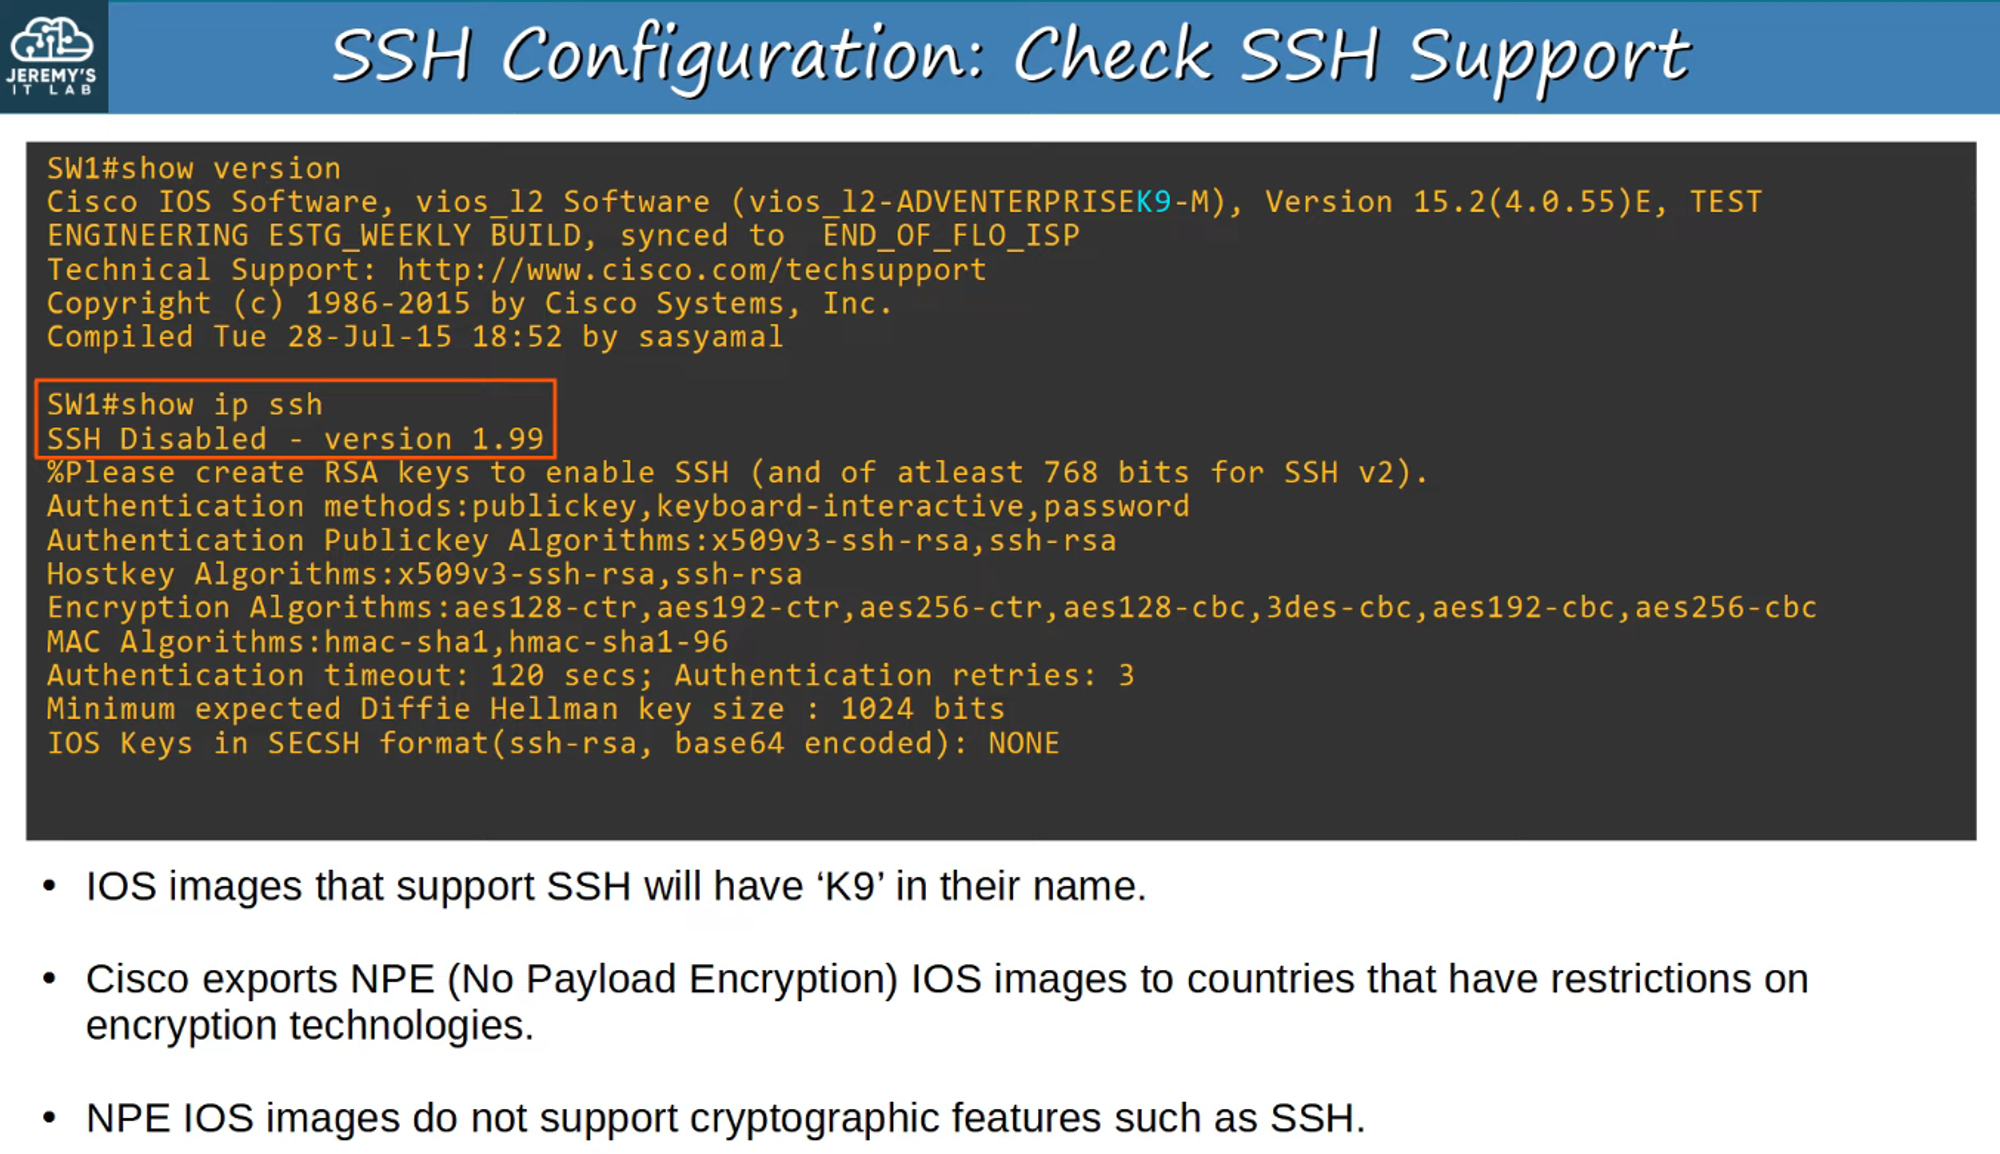 JEREMY'S
IT LAB
SSH Configuration: Check SSH Support
SW1#show version
Cisco IOS Software, vios_l2 Software (vios_l2-ADVENTERPRISEK9-M), Version 15.2(4.0.55)E, TEST
ENGINEERING ESTG_WEEKLY BUILD, synced to  END_OF_FLO_ISP
Technical Support: http://www.cisco.com/techsupport
Copyright (c) 1986-2015 by Cisco Systems, Inc.
Compiled Tue 28-Jul-15 18:52 by sasyamal
SW1#show ip ssh
SSH Disabled - version 1.99
%Please create RSA keys to enable SSH (and of atleast 768 bits for SSH v2).
Authentication methods:publickey,keyboard-interactive,password
Authentication Publickey Algorithms:x509v3-ssh-rsa,ssh-rsa
Hostkey Algorithms:x509v3-ssh-rsa,ssh-rsa
Encryption Algorithms:aes128-ctr,aes192-ctr,aes256-ctr,aes128-cbc,3des-cbc,aes192-cbc,aes256-cbc
MAC Algorithms:hmac-sha1,hmac-sha1-96
Authentication timeout: 120 secs; Authentication retries: 3
Minimum expected Diffie Hellman key size : 1024 bits
IOS Keys in SECSH format(ssh-rsa, base64 encoded): NONE
• IOS images that support SSH will have ‘K9’ in their name.
• Cisco exports NPE (No Payload Encryption) IOS images to countries that have restrictions on
encryption technologies.
• NPE IOS images do not support cryptographic features such as SSH.